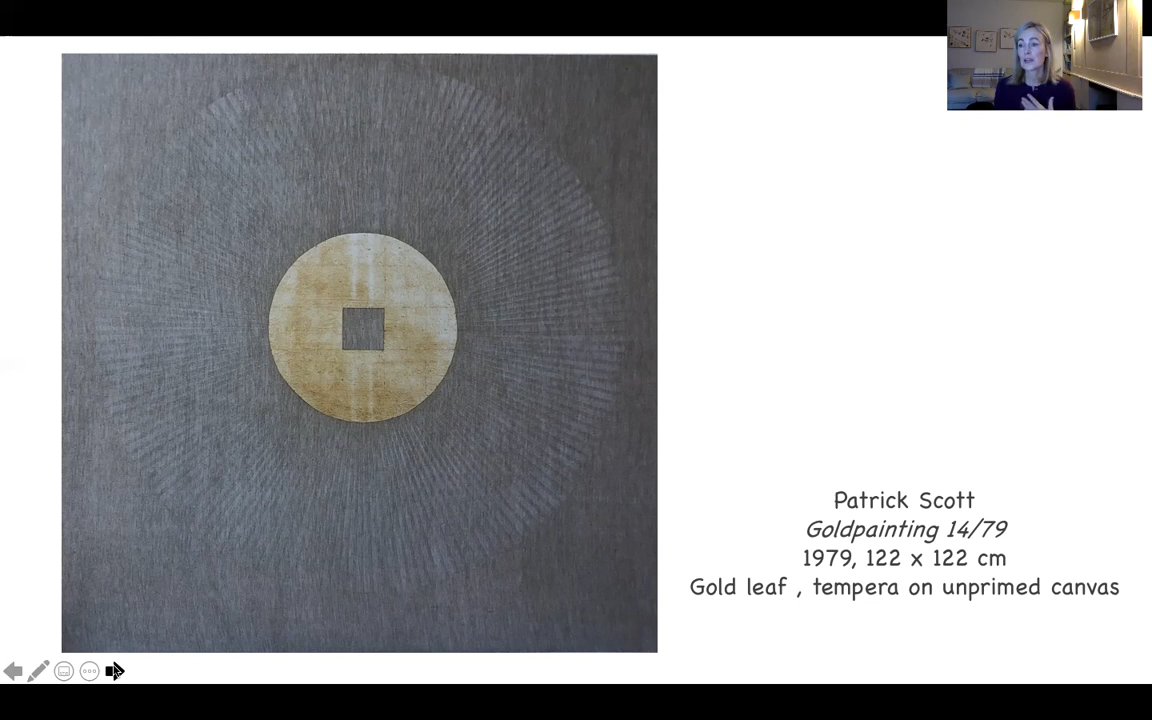 Patrick Scott
Goldpainting 14/79
1979, 122 x 122 cm
Gold leaf , tempera on unprimed canvas